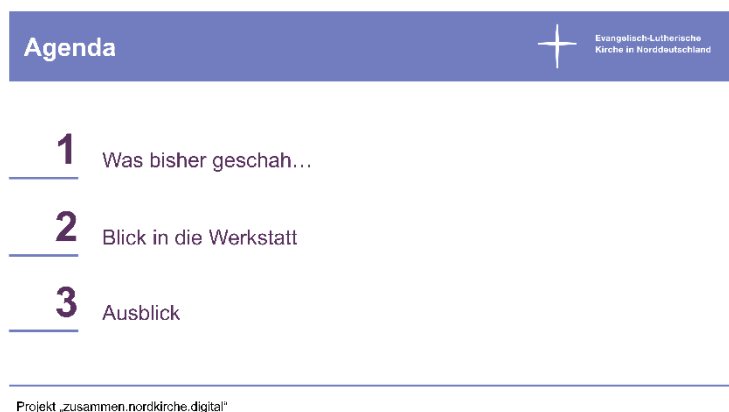 Agenda
Evangelisch-Lutherische
Kirche in Norddeutschland
1 Was bisher geschah…
2 Blick in die Werkstatt
3 Ausblick
Projekt „zusammen.nordkirche.digital“